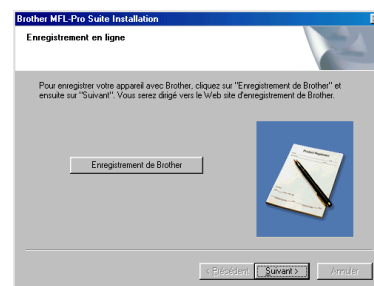 Brother MFL-Pro Suite Installation
Enregistrement en ligne
Pour enregistrer votre appareil avec Brother, cliquez sur "Enregistrement de Brother" et
ensuite sur "Suivant". Vous serez dirigé vers le Web site d'enregistrement de Brother.
Product Registration
Enregistrement de Brother
< Précédent
Suivant >
Annuler